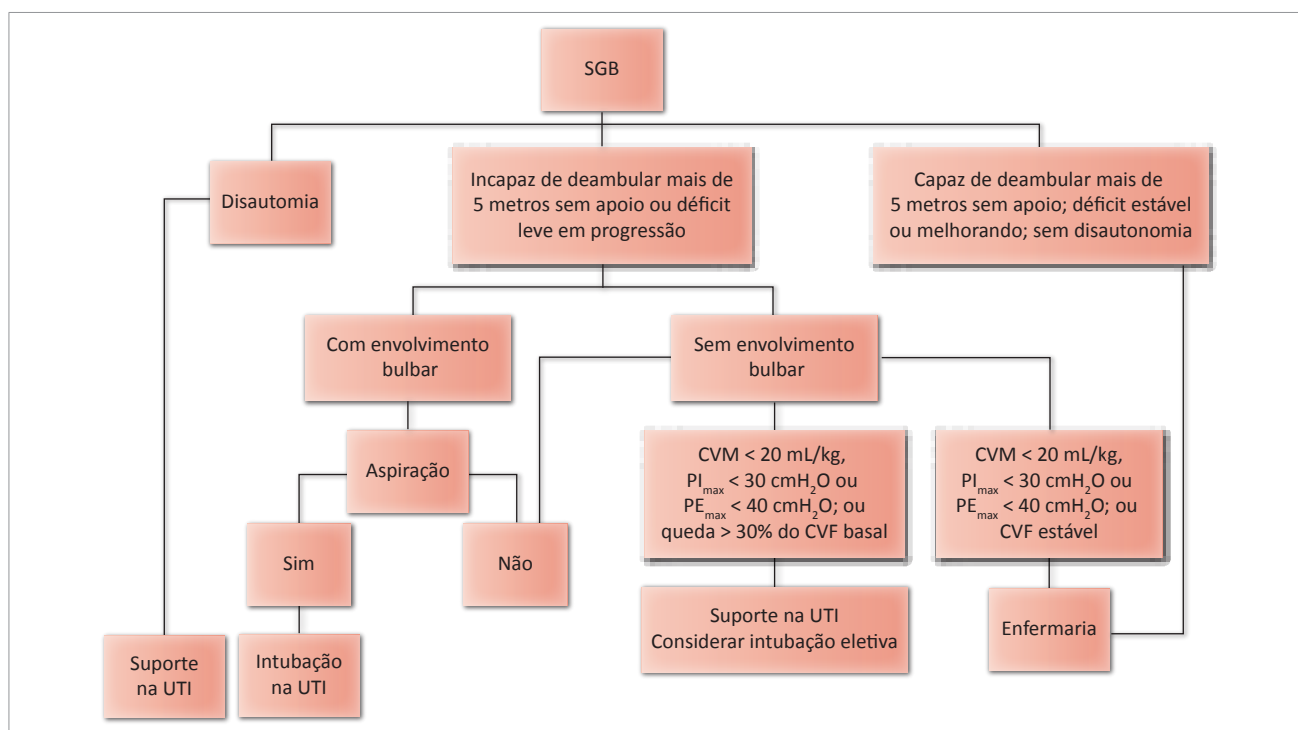 SGB
Disautomia
Incapaz de deambular mais de
5 metros sem apoio ou déficit
leve em progressão
Capaz de deambular mais de
5 metros sem apoio; déficit estável
ou melhorando; sem disautonomia
Com envolvimento
bulbar
Sem envolvimento
bulbar
Aspiração
CVM < 20 mL/kg,
PImax < 30 cmH2O ou
PEmax < 40 cmH2O; ou
queda > 30% do CVF basal
CVM < 20 mL/kg,
PImax < 30 cmH2O ou
PEmax < 40 cmH2O; ou
CVF estável
Sim
Não
Suporte na UTI
Considerar intubação eletiva
Enfermaria
Suporte
na UTI
Intubação
na UTI